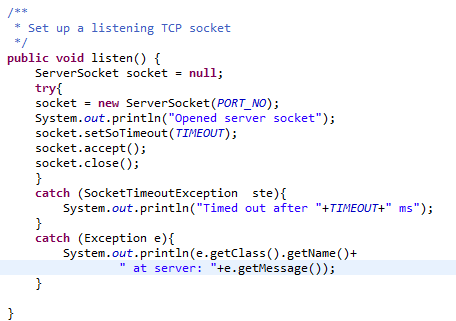 /**
 * Set up a listening TCP socket
 */
public void listen() {
    ServerSocket socket = null;
    try{
    socket = new ServerSocket(PORT_NO);
    System.out.println("Opened server socket");
    socket.setSoTimeout(TIMEOUT);
    socket.accept();
    socket.close();
    }
    catch (SocketTimeoutException  ste){
        System.out.println("Timed out after "+TIMEOUT+" ms");
    }
    catch (Exception e){
        System.out.println(e.getClass().getName()+
                " at server: "+e.getMessage());
    }

}